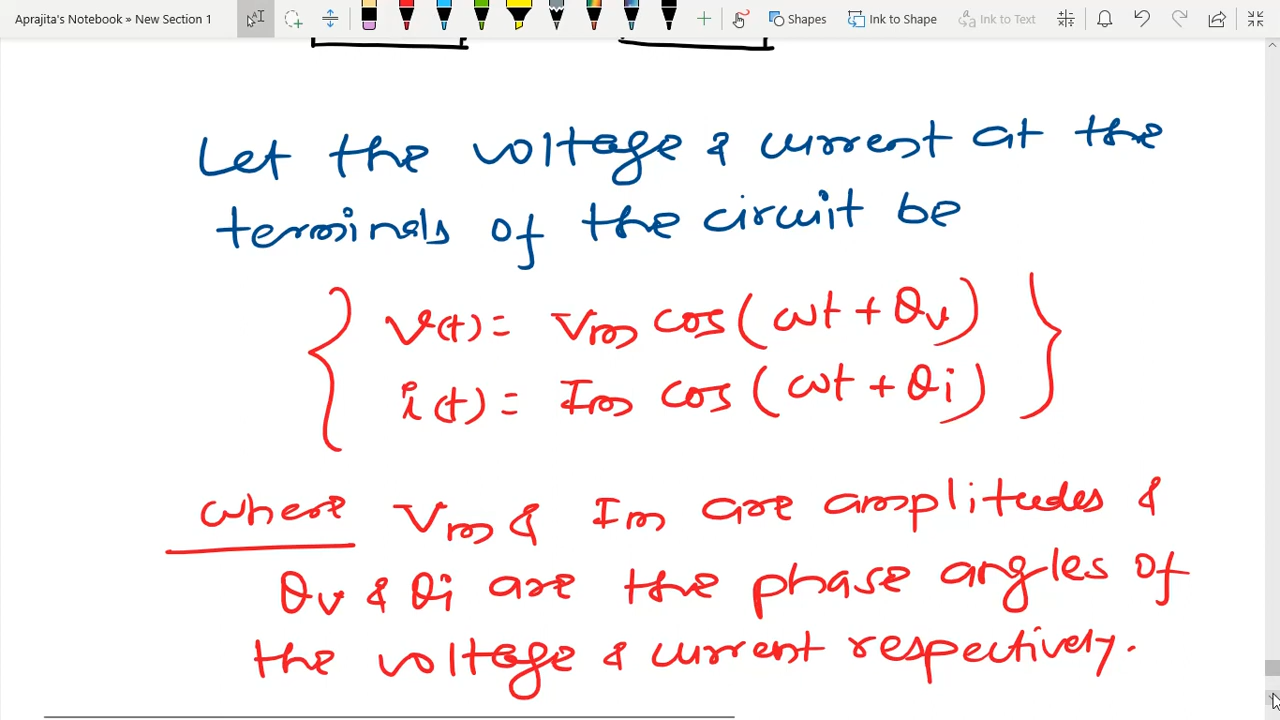 Aprajita's Notebook » New Section 1
Shapes
Ink to Shape
Ink to Text
Let the voltage & current at the
terminals of the circuit be
v(t) = Vm cos(ωt + θv)
i(t) = Im cos(ωt + θi)
where Vm & Im are amplitudes &
θv & θi are the phase angles of
the voltage & current respectively.